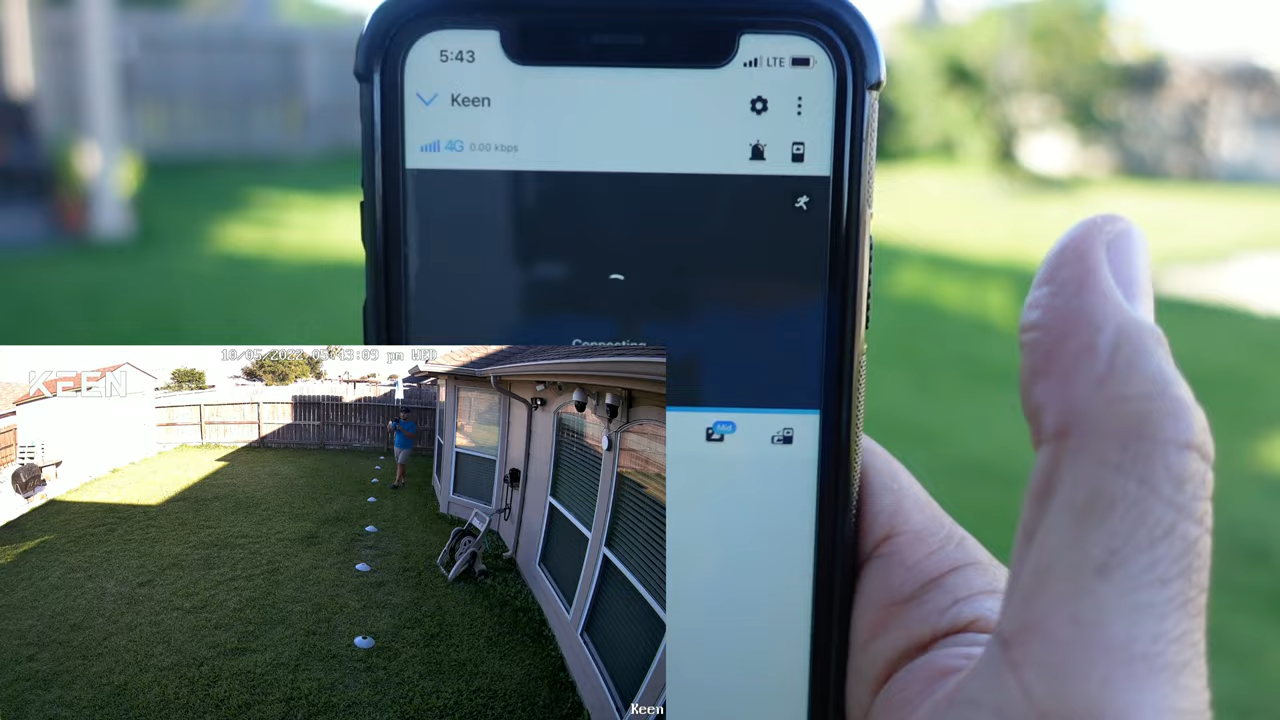 5:43
LTE
Keen
4G 0.00 kbps
Connecting
Mid
10/05/2022 05:43:09 pm WED
KEEN
Keen